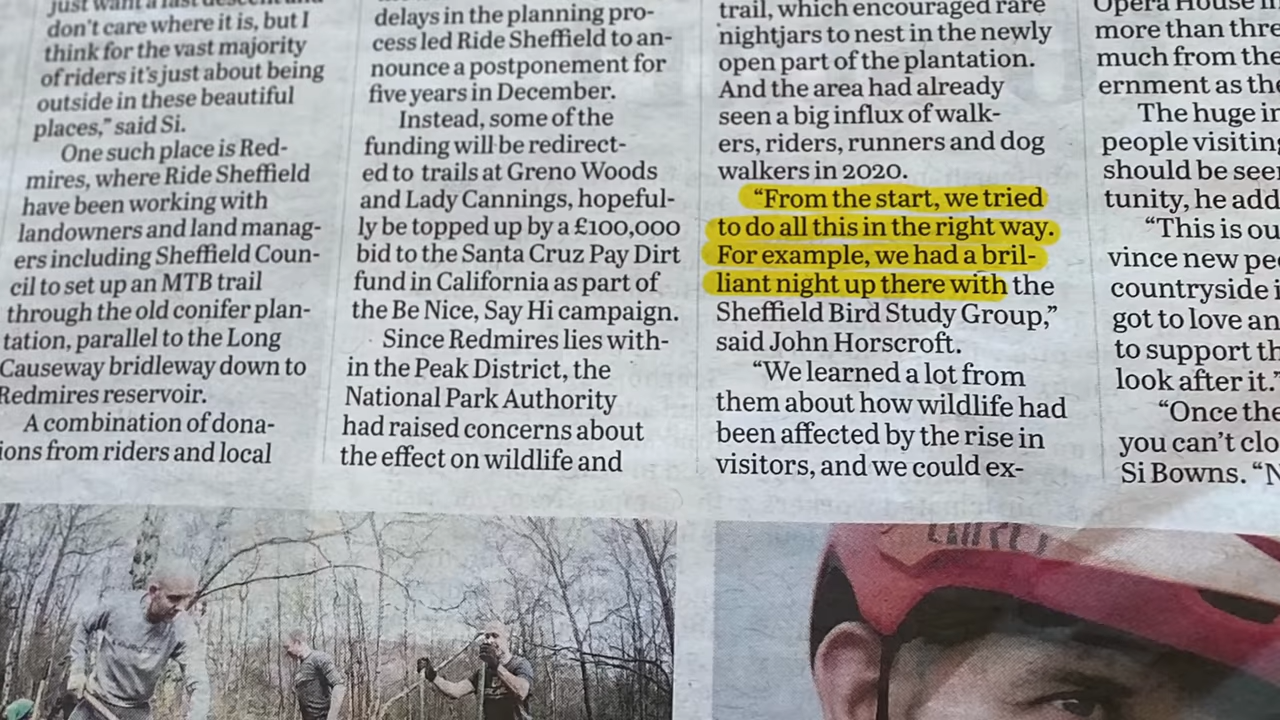 just want a fast descent and
don't care where it is, but I
think for the vast majority
of riders it's just about being
outside in these beautiful
places," said Si.
One such place is Red-
mires, where Ride Sheffield
have been working with
landowners and land manag-
ers including Sheffield Coun-
cil to set up an MTB trail
through the old conifer plan-
tation, parallel to the Long
Causeway bridleway down to
Redmires reservoir.
A combination of dona-
ions from riders and local
delays in the planning pro-
cess led Ride Sheffield to an-
nounce a postponement for
five years in December.
Instead, some of the
funding will be redirect-
ed to trails at Greno Woods
and Lady Cannings, hopeful-
ly be topped up by a £100,000
bid to the Santa Cruz Pay Dirt
fund in California as part of
the Be Nice, Say Hi campaign.
Since Redmires lies with-
in the Peak District, the
National Park Authority
had raised concerns about
the effect on wildlife and
trail, which encouraged rare
nightjars to nest in the newly
open part of the plantation.
And the area had already
seen a big influx of walk-
ers, riders, runners and dog
walkers in 2020.
"From the start, we tried
to do all this in the right way.
For example, we had a bril-
liant night up there with the
Sheffield Bird Study Group,"
said John Horscroft.
"We learned a lot from
them about how wildlife had
been affected by the rise in
visitors, and we could ex-
Opera House in
more than thre
much from the
ernment as the
The huge in
people visiting
should be seen
tunity, he add
"This is ou
vince new peo
countryside i
got to love an
to support th
look after it."
"Once the
you can't clo
Si Bowns. "N